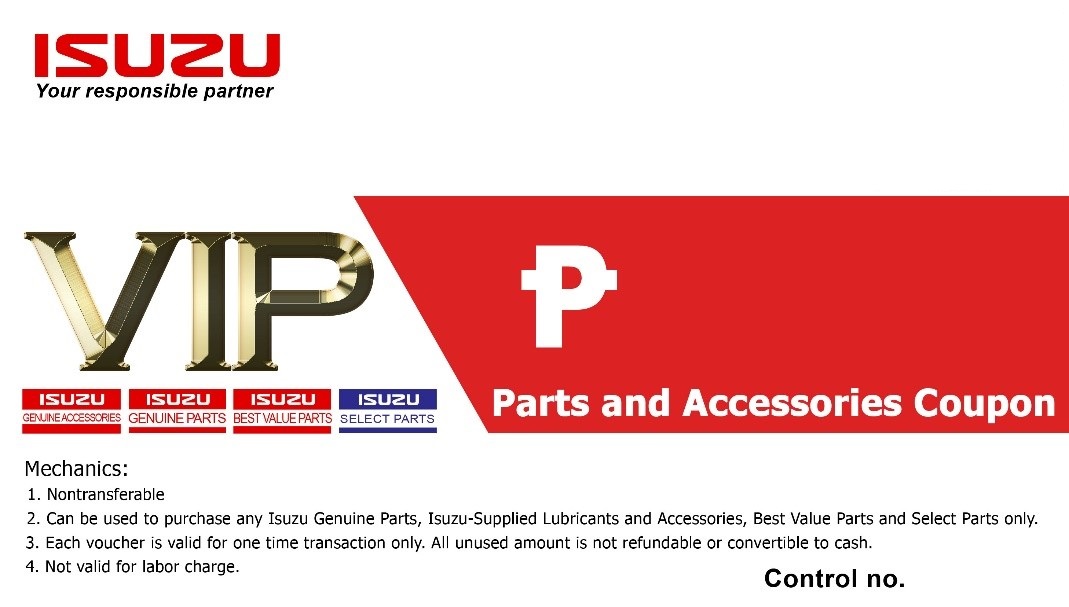 ISUZU
Your responsible partner
VIP
₱
ISUZU
GENUINE ACCESSORIES
ISUZU
GENUINE PARTS
ISUZU
BEST VALUE PARTS
ISUZU
SELECT PARTS
Parts and Accessories Coupon
Mechanics:
1. Nontransferable
2. Can be used to purchase any Isuzu Genuine Parts, Isuzu-Supplied Lubricants and Accessories, Best Value Parts and Select Parts only.
3. Each voucher is valid for one time transaction only. All unused amount is not refundable or convertible to cash.
4. Not valid for labor charge.
Control no.